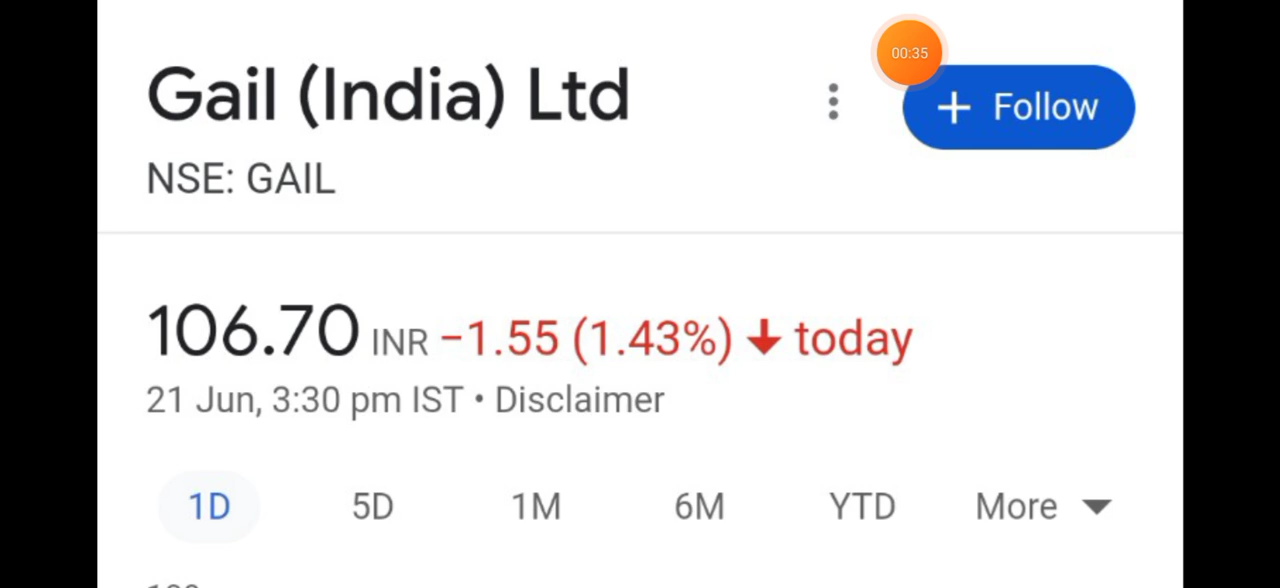 00:35
Gail (India) Ltd
+ Follow
NSE: GAIL
106.70 INR −1.55 (1.43%) ↓ today
21 Jun, 3:30 pm IST • Disclaimer
1D 5D 1M 6M YTD More